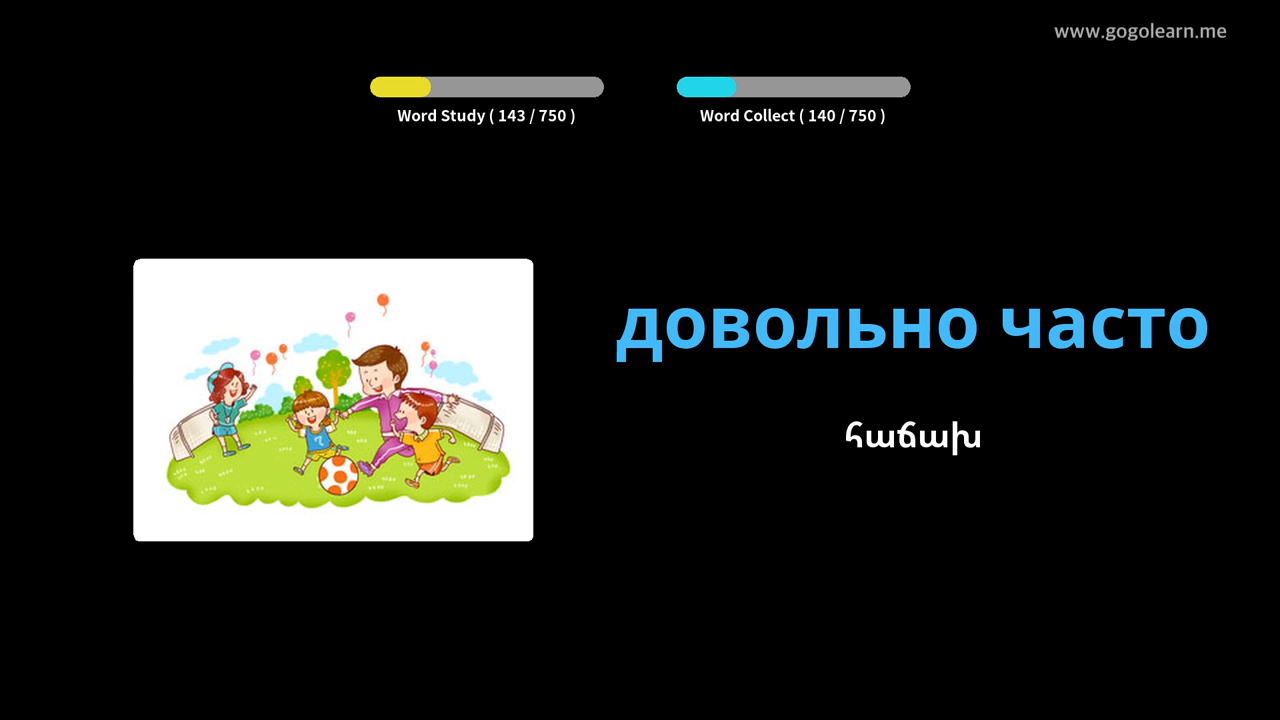 www.gogolearn.me
Word Study ( 143 / 750 )
Word Collect ( 140 / 750 )
довольно часто
հաճախ